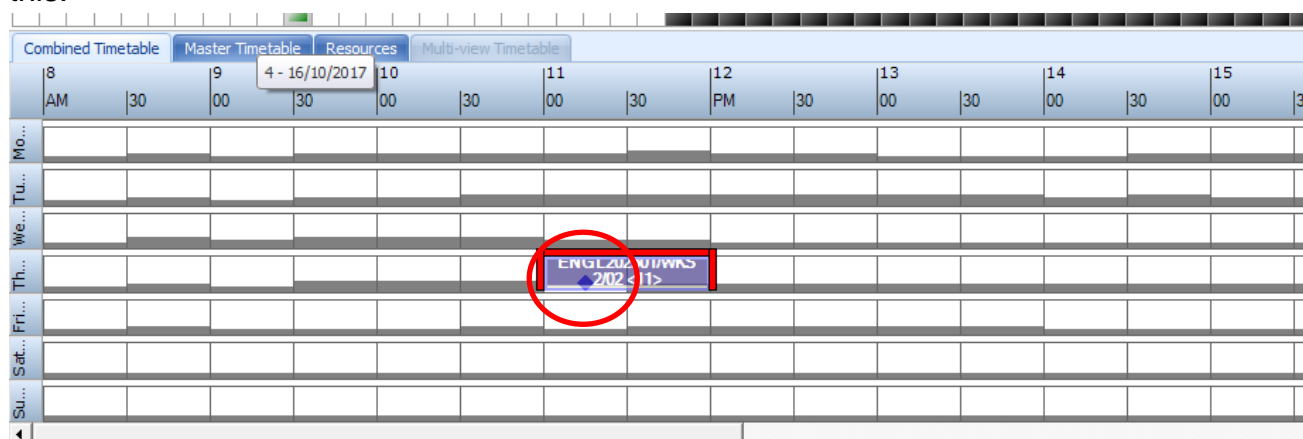 this.
Combined Timetable Master Timetable Resources Multi-view Timetable
4 - 16/10/2017
8 9 10 11 12 13 14 15
AM 30 00 30 00 30 00 30 PM 30 00 30 00 30 00 3
Mo...
Tu...
We...
Th...
2/02 <11>
Fri...
Sat...
Su...